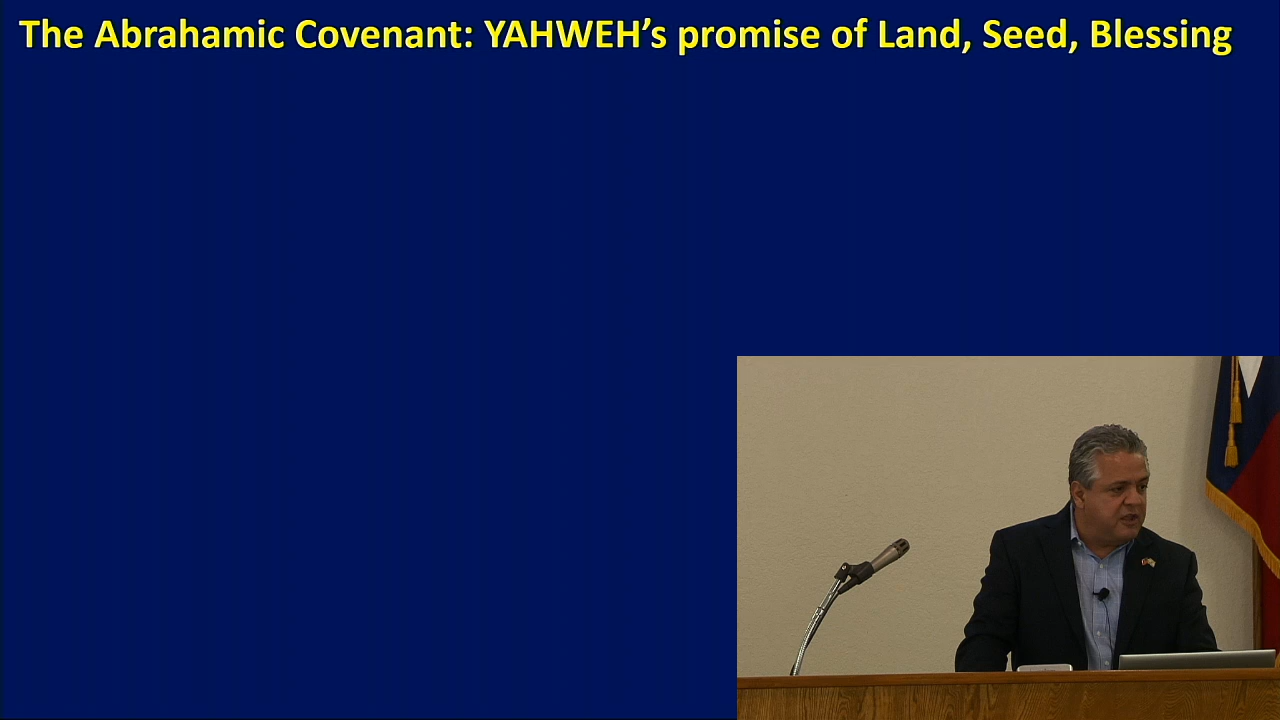 The Abrahamic Covenant: YAHWEH’s promise of Land, Seed, Blessing